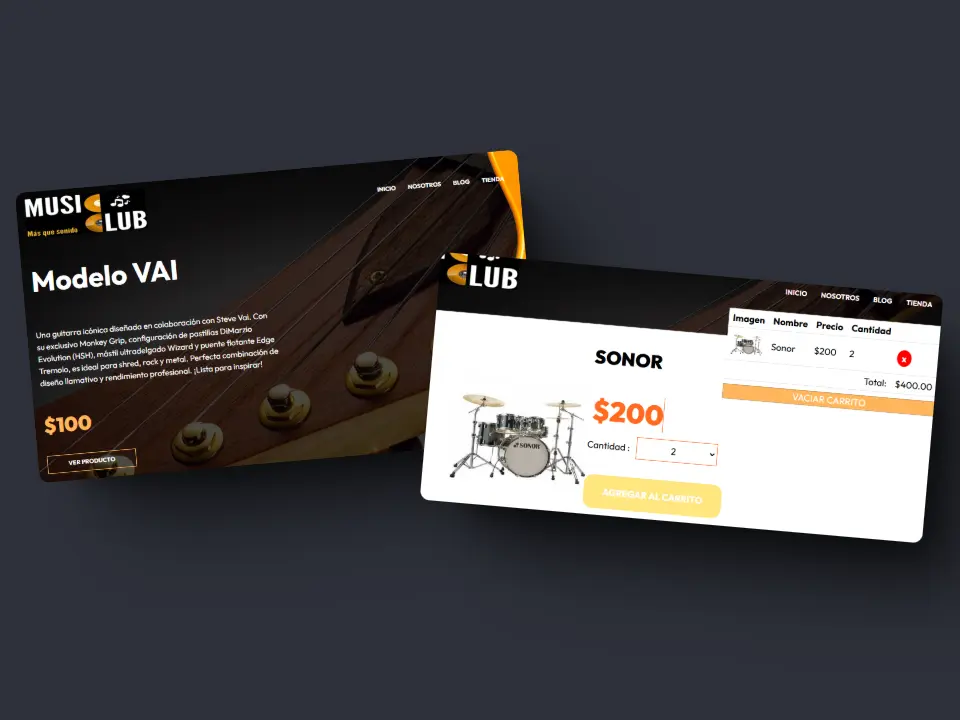 MUSI
LUB
Más que sonido
INICIO NOSOTROS BLOG TIENDA
Modelo VAI
Una guitarra icónica diseñada en colaboración con Steve Vai. Con
su exclusivo Monkey Grip, configuración de pastillas DiMarzio
Evolution (HSH), mástil ultradelgado Wizard y puente flotante Edge
Tremolo, es ideal para shred, rock y metal. Perfecta combinación de
diseño llamativo y rendimiento profesional. ¡Lista para inspirar!
$100
VER PRODUCTO
LUB
INICIO NOSOTROS BLOG TIENDA
Imagen Nombre Precio Cantidad
Sonor $200 2 x
Total: $400.00
VACIAR CARRITO
SONOR
$200
Cantidad : 2
SONOR
AGREGAR AL CARRITO